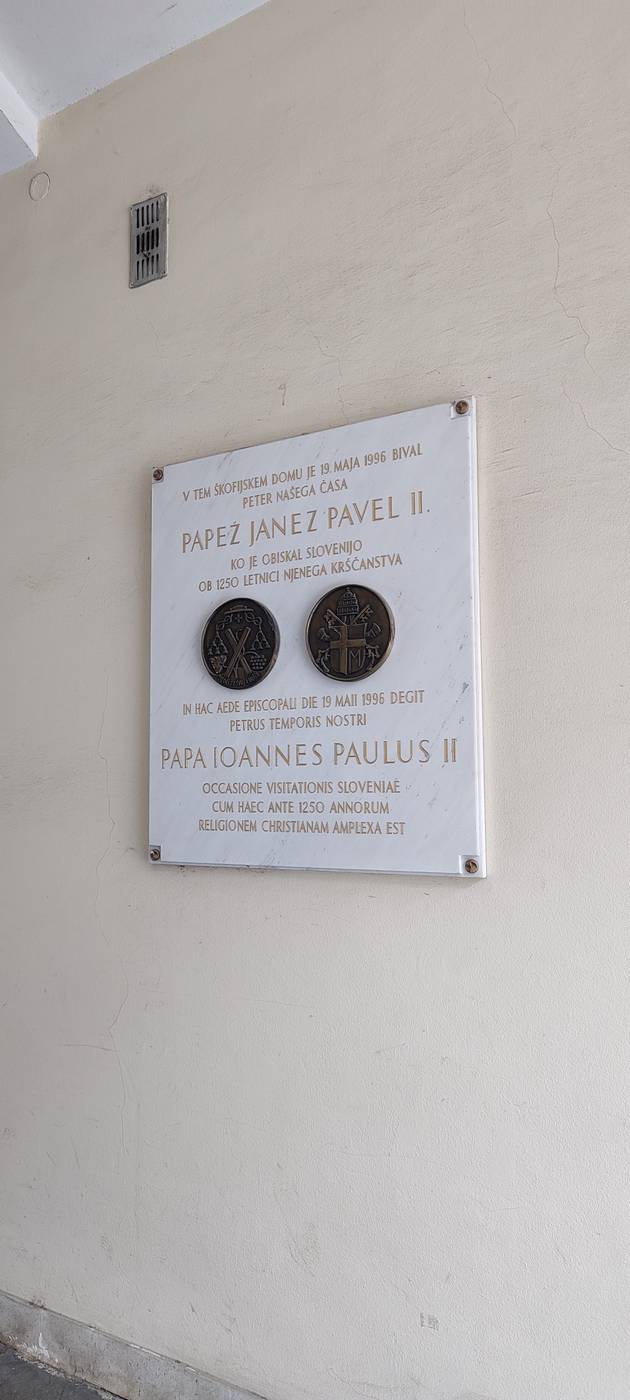 V TEM ŠKOFIJSKEM DOMU JE 19. MAJA 1996 BIVAL
PETER NAŠEGA ČASA
PAPEŽ JANEZ PAVEL II.
KO JE OBISKAL SLOVENIJO
OB 1250 LETNICI NJENEGA KRŠČANSTVA
M
IN HAC AEDE EPISCOPALI DIE 19 MAII 1996 DEGIT
PETRUS TEMPORIS NOSTRI
PAPA IOANNES PAULUS II
OCCASIONE VISITATIONIS SLOVENIAE
CUM HAEC ANTE 1250 ANNORUM
RELIGIONEM CHRISTIANAM AMPLEXA EST